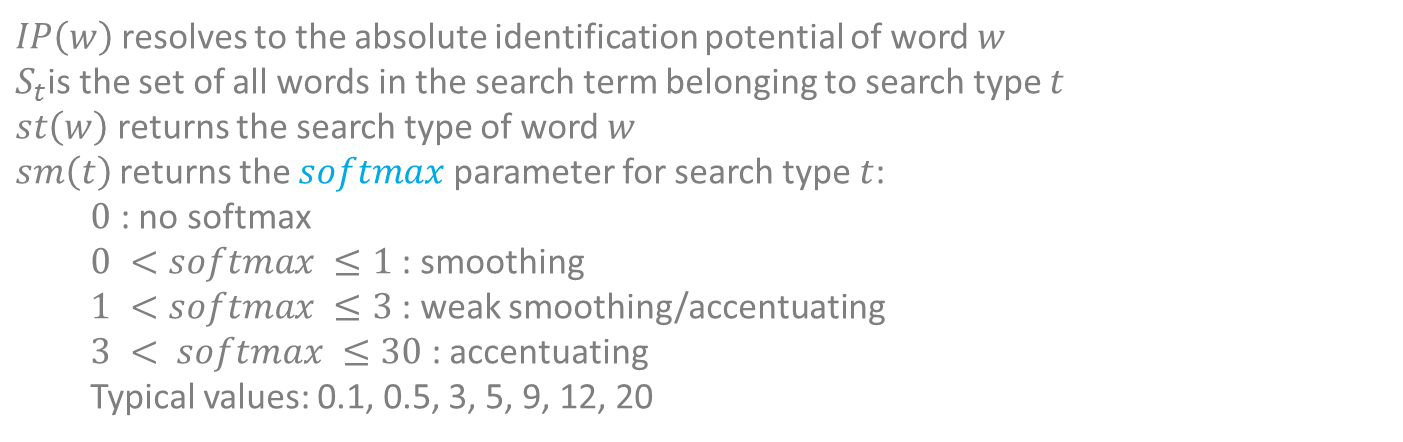 IP(w) resolves to the absolute identification potential of word w
Sₜ is the set of all words in the search term belonging to search type t
st(w) returns the search type of word w
sm(t) returns the softmax parameter for search type t:
0 : no softmax
0 < softmax ≤ 1 : smoothing
1 < softmax ≤ 3 : weak smoothing/accentuating
3 < softmax ≤ 30 : accentuating
Typical values: 0.1, 0.5, 3, 5, 9, 12, 20